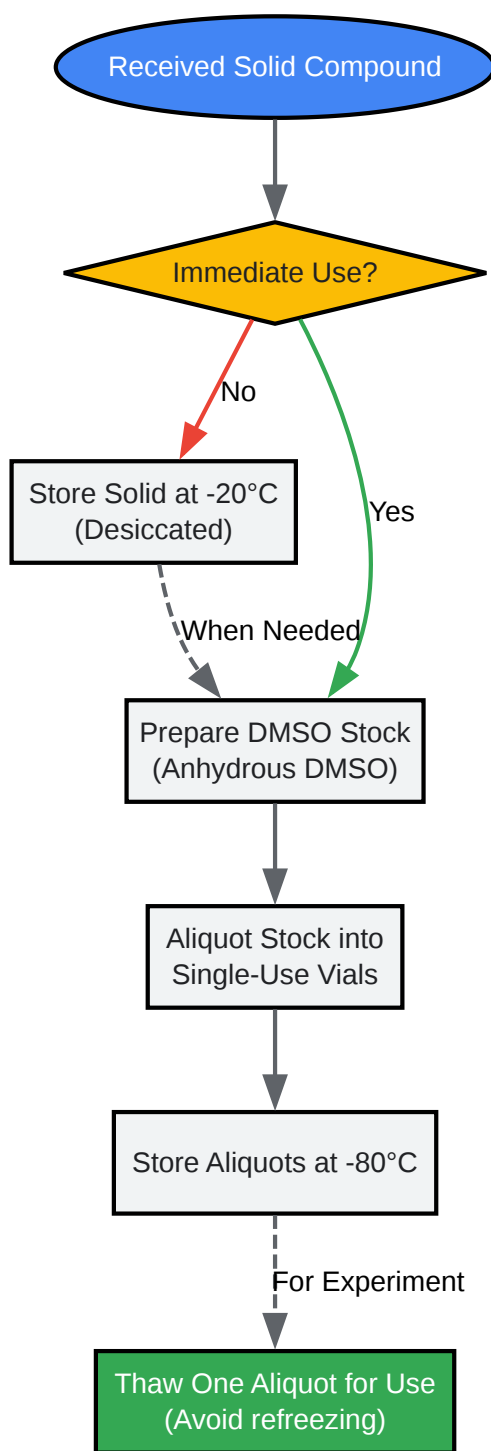 Received Solid Compound
Immediate Use?
No
Store Solid at -20°C
(Desiccated)
Yes
When Needed
Prepare DMSO Stock
(Anhydrous DMSO)
Aliquot Stock into
Single-Use Vials
Store Aliquots at -80°C
For Experiment
Thaw One Aliquot for Use
(Avoid refreezing)